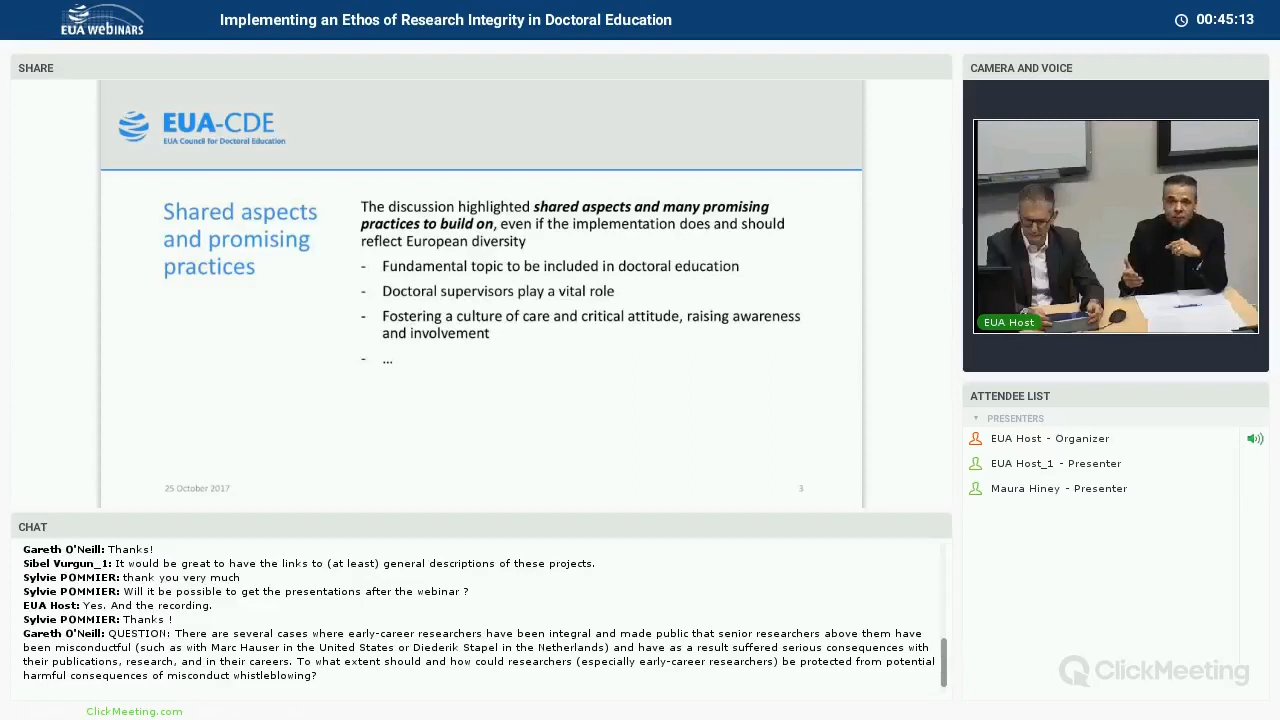 EUA WEBINARS
Implementing an Ethos of Research Integrity in Doctoral Education
00:45:13
SHARE
EUA-CDE
EUA Council for Doctoral Education
Shared aspects
and promising
practices
The discussion highlighted shared aspects and many promising
practices to build on, even if the implementation does and should
reflect European diversity
- Fundamental topic to be included in doctoral education
- Doctoral supervisors play a vital role
- Fostering a culture of care and critical attitude, raising awareness
and involvement
- ...
25 October 2017
3
CAMERA AND VOICE
EUA Host
ATTENDEE LIST
PRESENTERS
EUA Host - Organizer
EUA Host_1 - Presenter
Maura Hiney - Presenter
CHAT
Gareth O'Neill: Thanks!
Sibel Vurgun_1: It would be great to have the links to (at least) general descriptions of these projects.
Sylvie POMMIER: thank you very much
Sylvie POMMIER: Will it be possible to get the presentations after the webinar ?
EUA Host: Yes. And the recording.
Sylvie POMMIER: Thanks !
Gareth O'Neill: QUESTION: There are several cases where early-career researchers have been integral and made public that senior researchers above them have
been misconductful (such as with Marc Hauser in the United States or Diederik Stapel in the Netherlands) and have as a result suffered serious consequences with
their publications, research, and in their careers. To what extent should and how could researchers (especially early-career researchers) be protected from potential
harmful consequences of misconduct whistleblowing?
ClickMeeting
ClickMeeting.com